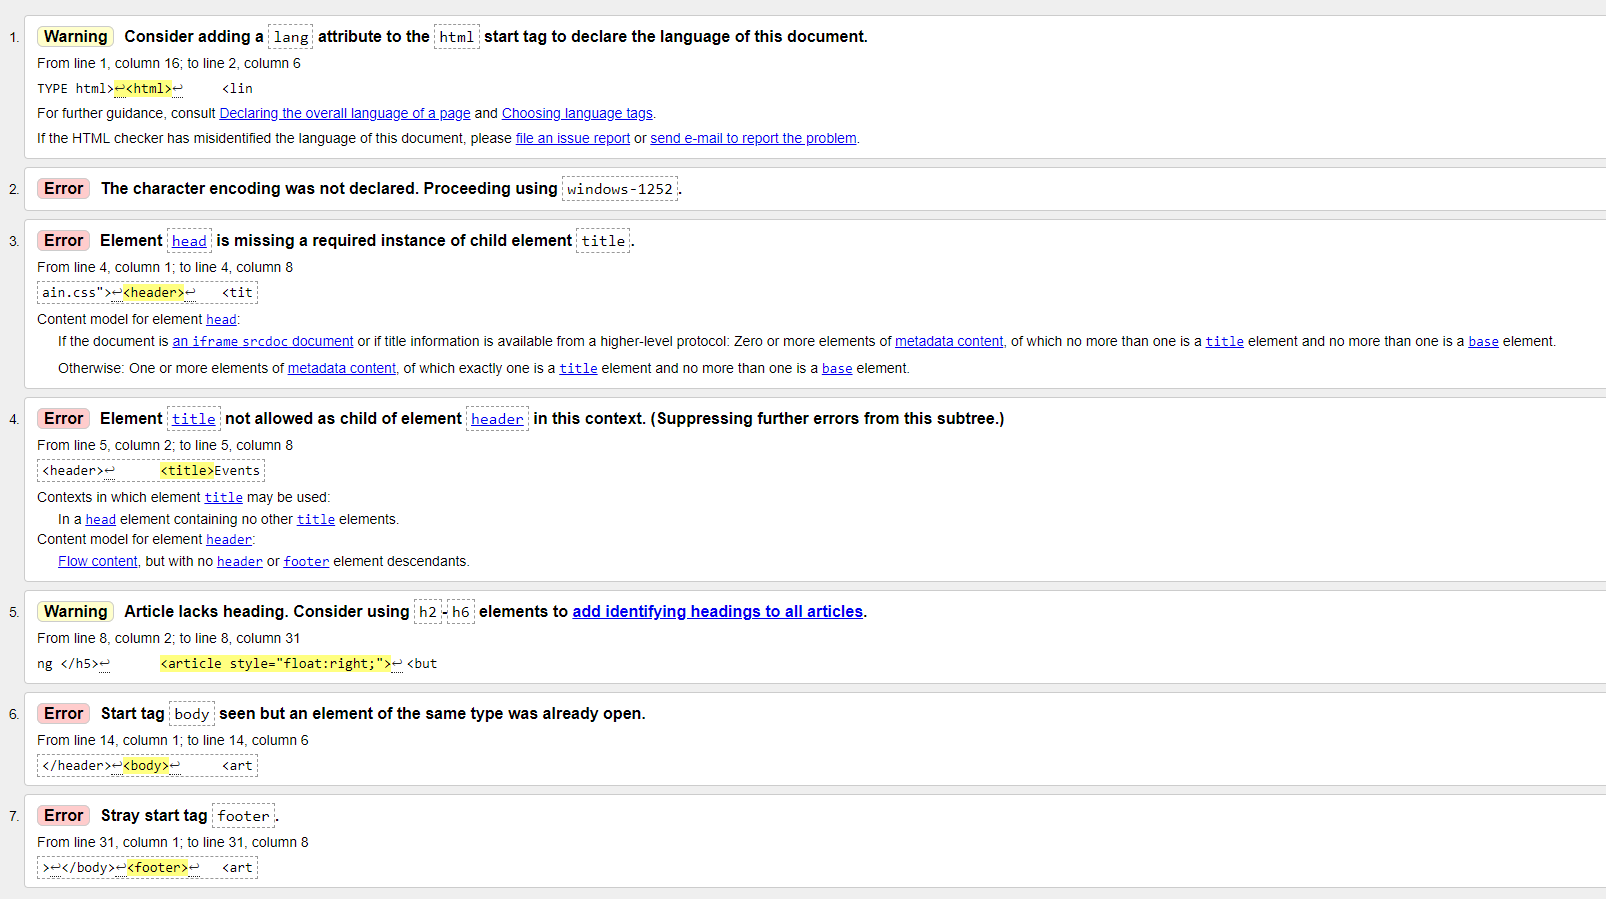 1. Warning Consider adding a lang attribute to the html start tag to declare the language of this document.
From line 1, column 16; to line 2, column 6
TYPE html>↩<html>↩ <lin
For further guidance, consult Declaring the overall language of a page and Choosing language tags.
If the HTML checker has misidentified the language of this document, please file an issue report or send e-mail to report the problem.
2. Error The character encoding was not declared. Proceeding using windows-1252.
3. Error Element head is missing a required instance of child element title.
From line 4, column 1; to line 4, column 8
ain.css">↩<header>↩ <tit
Content model for element head:
If the document is an iframe srcdoc document or if title information is available from a higher-level protocol: Zero or more elements of metadata content, of which no more than one is a title element and no more than one is a base element.
Otherwise: One or more elements of metadata content, of which exactly one is a title element and no more than one is a base element.
4. Error Element title not allowed as child of element header in this context. (Suppressing further errors from this subtree.)
From line 5, column 2; to line 5, column 8
<header>↩ <title>Events
Contexts in which element title may be used:
In a head element containing no other title elements.
Content model for element header:
Flow content, but with no header or footer element descendants.
5. Warning Article lacks heading. Consider using h2-h6 elements to add identifying headings to all articles.
From line 8, column 2; to line 8, column 31
ng </h5>↩ <article style="float:right;">↩ <but
6. Error Start tag body seen but an element of the same type was already open.
From line 14, column 1; to line 14, column 6
</header>↩<body>↩ <art
7. Error Stray start tag footer.
From line 31, column 1; to line 31, column 8
>↩</body>↩<footer>↩ <art